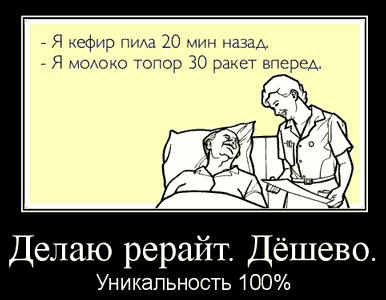 - Я кефир пила 20 мин назад.
- Я молоко топор 30 ракет вперед.
Делаю рерайт. Дёшево.
Уникальность 100%